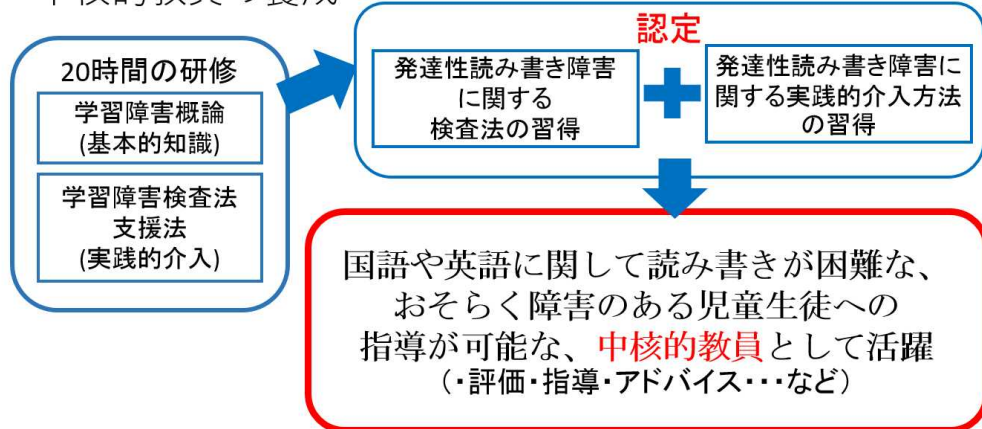 20時間の研修
学習障害概論
(基本的知識)
学習障害検査法
支援法
(実践的介入)
認定
発達性読み書き障害
に関する
検査法の習得
発達性読み書き障害に
関する実践的介入方法
の習得
国語や英語に関して読み書きが困難な、
おそらく障害のある児童生徒への
指導が可能な、中核的教員として活躍
(・評価・指導・アドバイス・・・など)